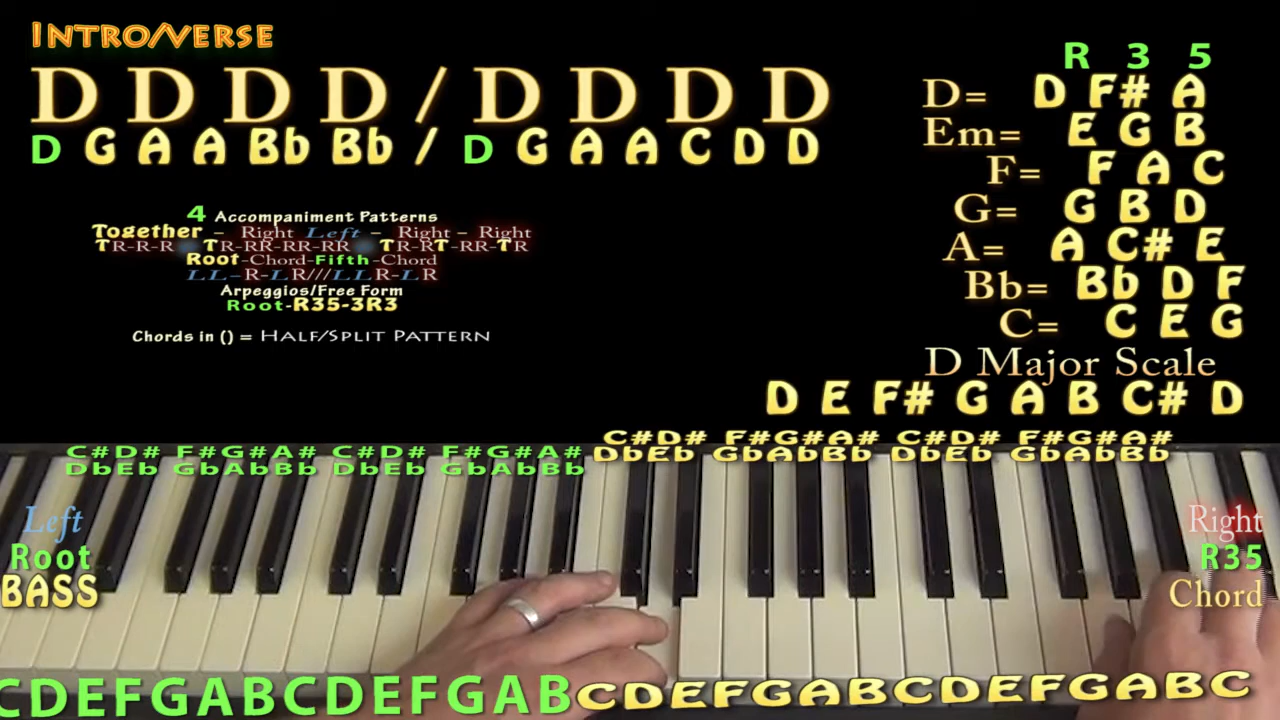 Intro/Verse
D D D D / D D D D
D G A A Bb Bb / D G A A C D D
4 Accompaniment Patterns
Together - Right Left - Right - Right
TR-R-R TR-RR-RR-RR TR-RT-RR-TR
Root-Chord-Fifth-Chord
LL-R-LR///LLR-LR
Arpeggios/Free Form
Root-R35-3R3
Chords in () = Half/Split Pattern
R 3 5
D= D F# A
Em= E G B
F= F A C
G= G B D
A= A C# E
Bb= Bb D F
C= C E G
D Major Scale
D E F# G A B C# D
C#D# F#G#A# C#D# F#G#A# C#D# F#G#A# C#D# F#G#A#
DbEb GbAbBb DbEb GbAbBb DbEb GbAbBb DbEb GbAbBb
Left
Root
BASS
Right
R35
Chord
CDEFGABCDEFGABCDEFGABCDEFGABC